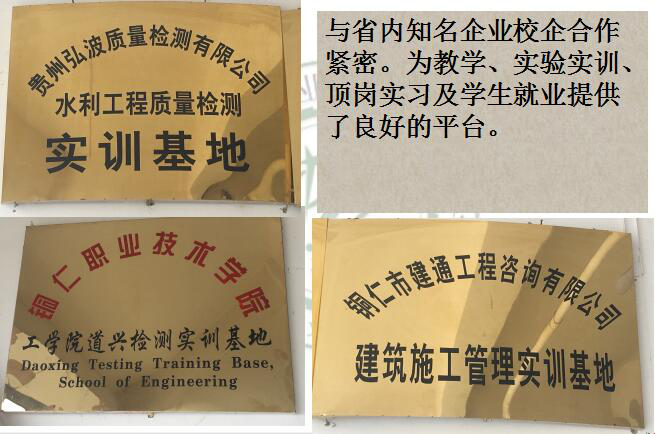 贵州弘波质量检测有限公司
水利工程质量检测
实训基地
与省内知名企业校企合作
紧密。为教学、实验实训、
顶岗实习及学生就业提供
了良好的平台。
铜仁职业技术学院
工学院道兴检测实训基地
Daoxing Testing Training Base,
School of Engineering
铜仁市建通工程咨询有限公司
建筑施工管理实训基地